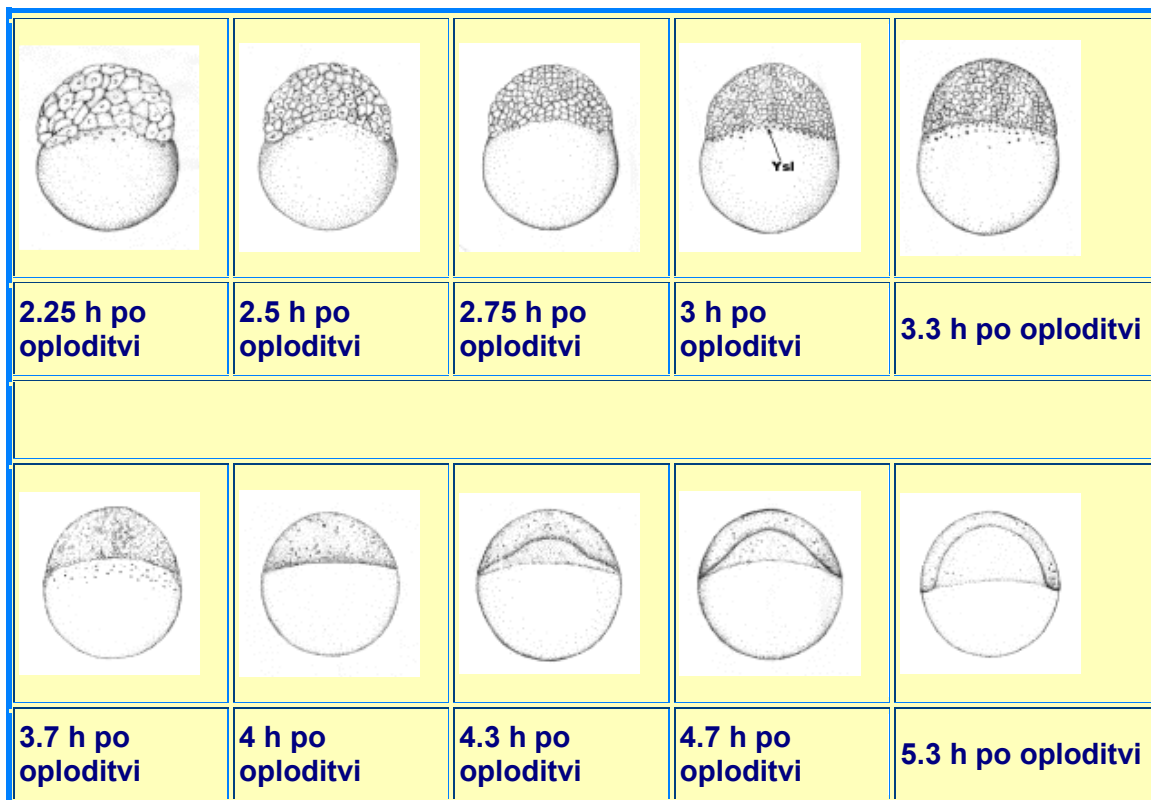 Ysl
2.25 h po
oploditvi
2.5 h po
oploditvi
2.75 h po
oploditvi
3 h po
oploditvi
3.3 h po oploditvi
3.7 h po
oploditvi
4 h po
oploditvi
4.3 h po
oploditvi
4.7 h po
oploditvi
5.3 h po oploditvi